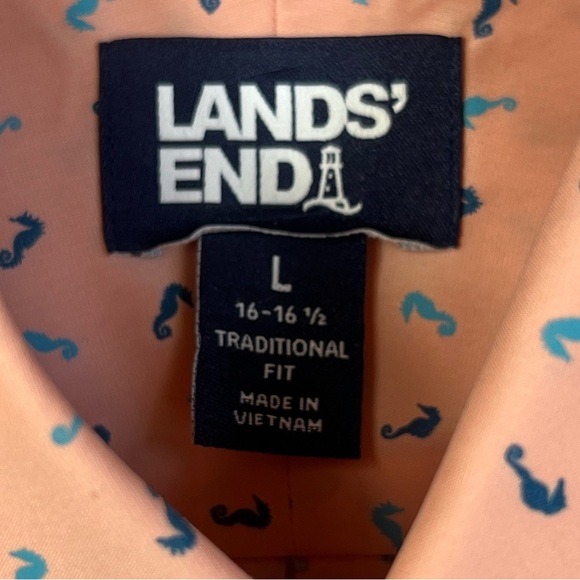 LANDS'
END
L
16-16 ½
TRADITIONAL
FIT
MADE IN
VIETNAM